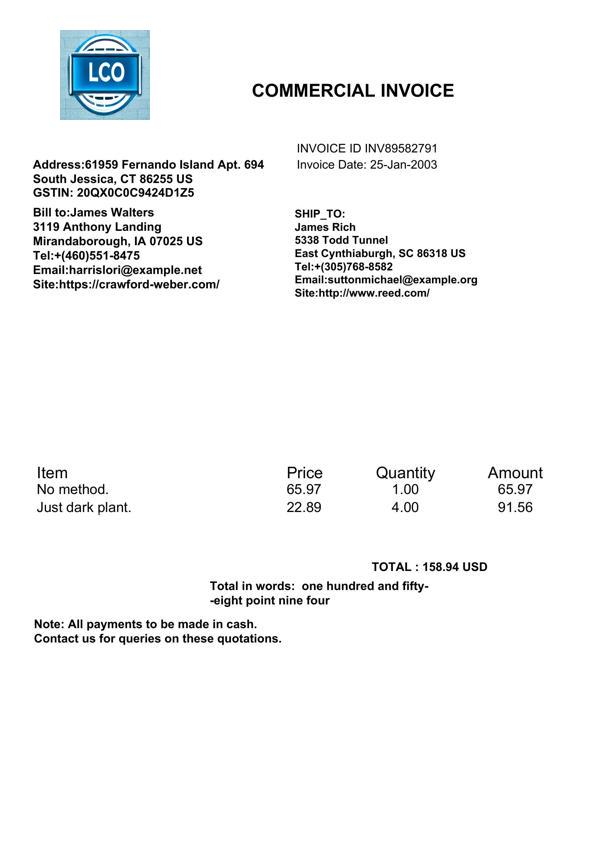 LCO
COMMERCIAL INVOICE
INVOICE ID INV89582791
Invoice Date: 25-Jan-2003
Address:61959 Fernando Island Apt. 694
South Jessica, CT 86255 US
GSTIN: 20QX0C0C9424D1Z5
Bill to:James Walters
3119 Anthony Landing
Mirandaborough, IA 07025 US
Tel:+(460)551-8475
Email:harrislori@example.net
Site:https://crawford-weber.com/
SHIP_TO:
James Rich
5338 Todd Tunnel
East Cynthiaburgh, SC 86318 US
Tel:+(305)768-8582
Email:suttonmichael@example.org
Site:http://www.reed.com/
Item Price Quantity Amount
No method. 65.97 1.00 65.97
Just dark plant. 22.89 4.00 91.56
TOTAL : 158.94 USD
Total in words: one hundred and fifty-
-eight point nine four
Note: All payments to be made in cash.
Contact us for queries on these quotations.